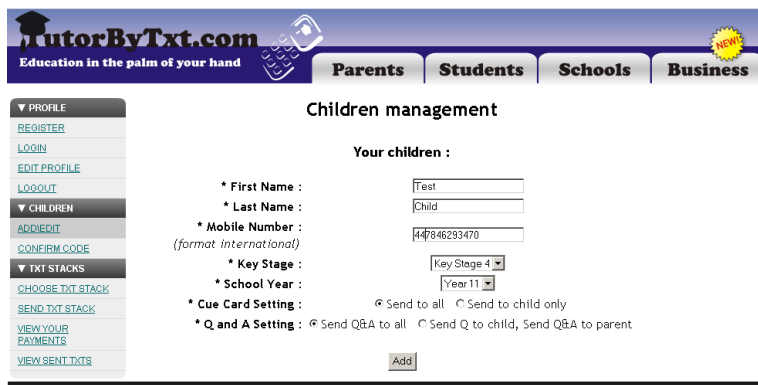 TutorByTxt.com
Education in the palm of your hand
NEW!
Parents Students Schools Business
▼ PROFILE
REGISTER
LOGIN
EDIT PROFILE
LOGOUT
▼ CHILDREN
ADD\EDIT
CONFIRM CODE
▼ TXT STACKS
CHOOSE TXT STACK
SEND TXT STACK
VIEW YOUR
PAYMENTS
VIEW SENT TXTS
Children management
Your children :
* First Name : Test
* Last Name : Child
* Mobile Number : 447846293470
(format international)
* Key Stage : Key Stage 4
* School Year : Year 11
* Cue Card Setting : Send to all Send to child only
* Q and A Setting : Send Q&A to all Send Q to child, Send Q&A to parent
Add